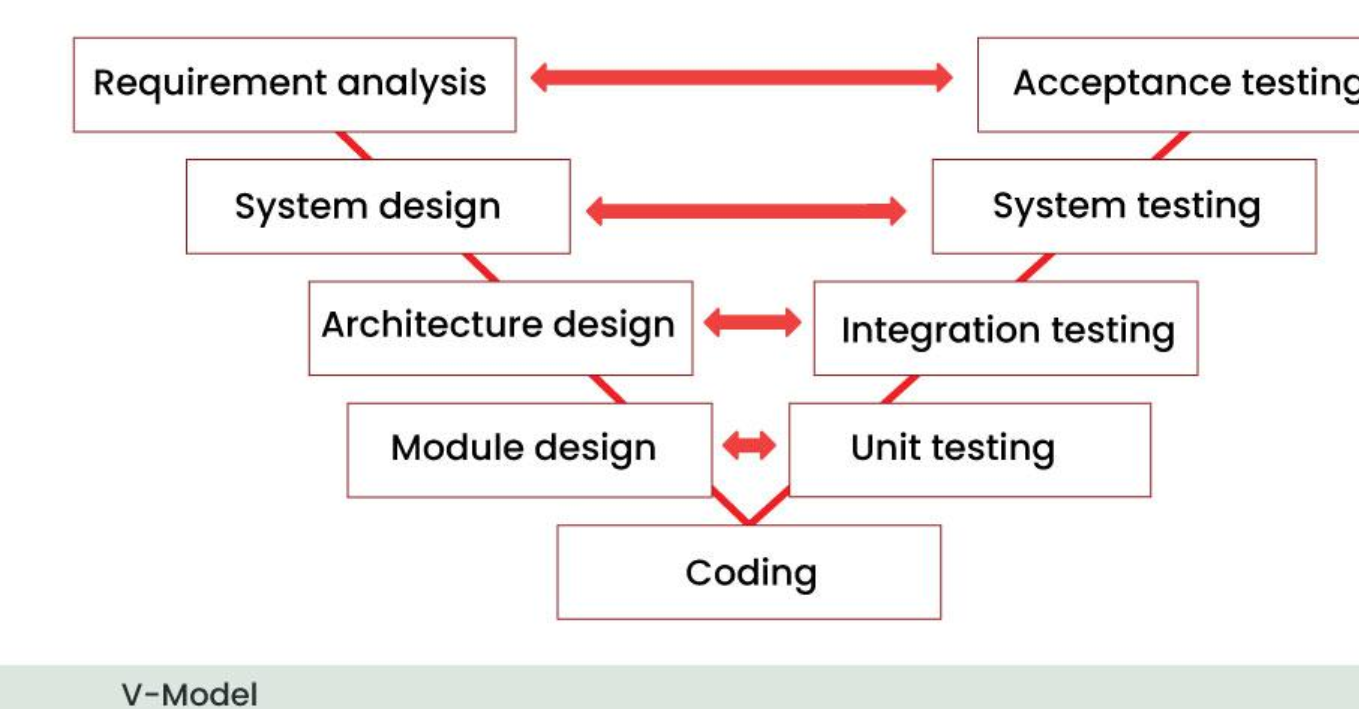 Requirement analysis
Acceptance testing
System design
System testing
Architecture design
Integration testing
Module design
Unit testing
Coding
V-Model